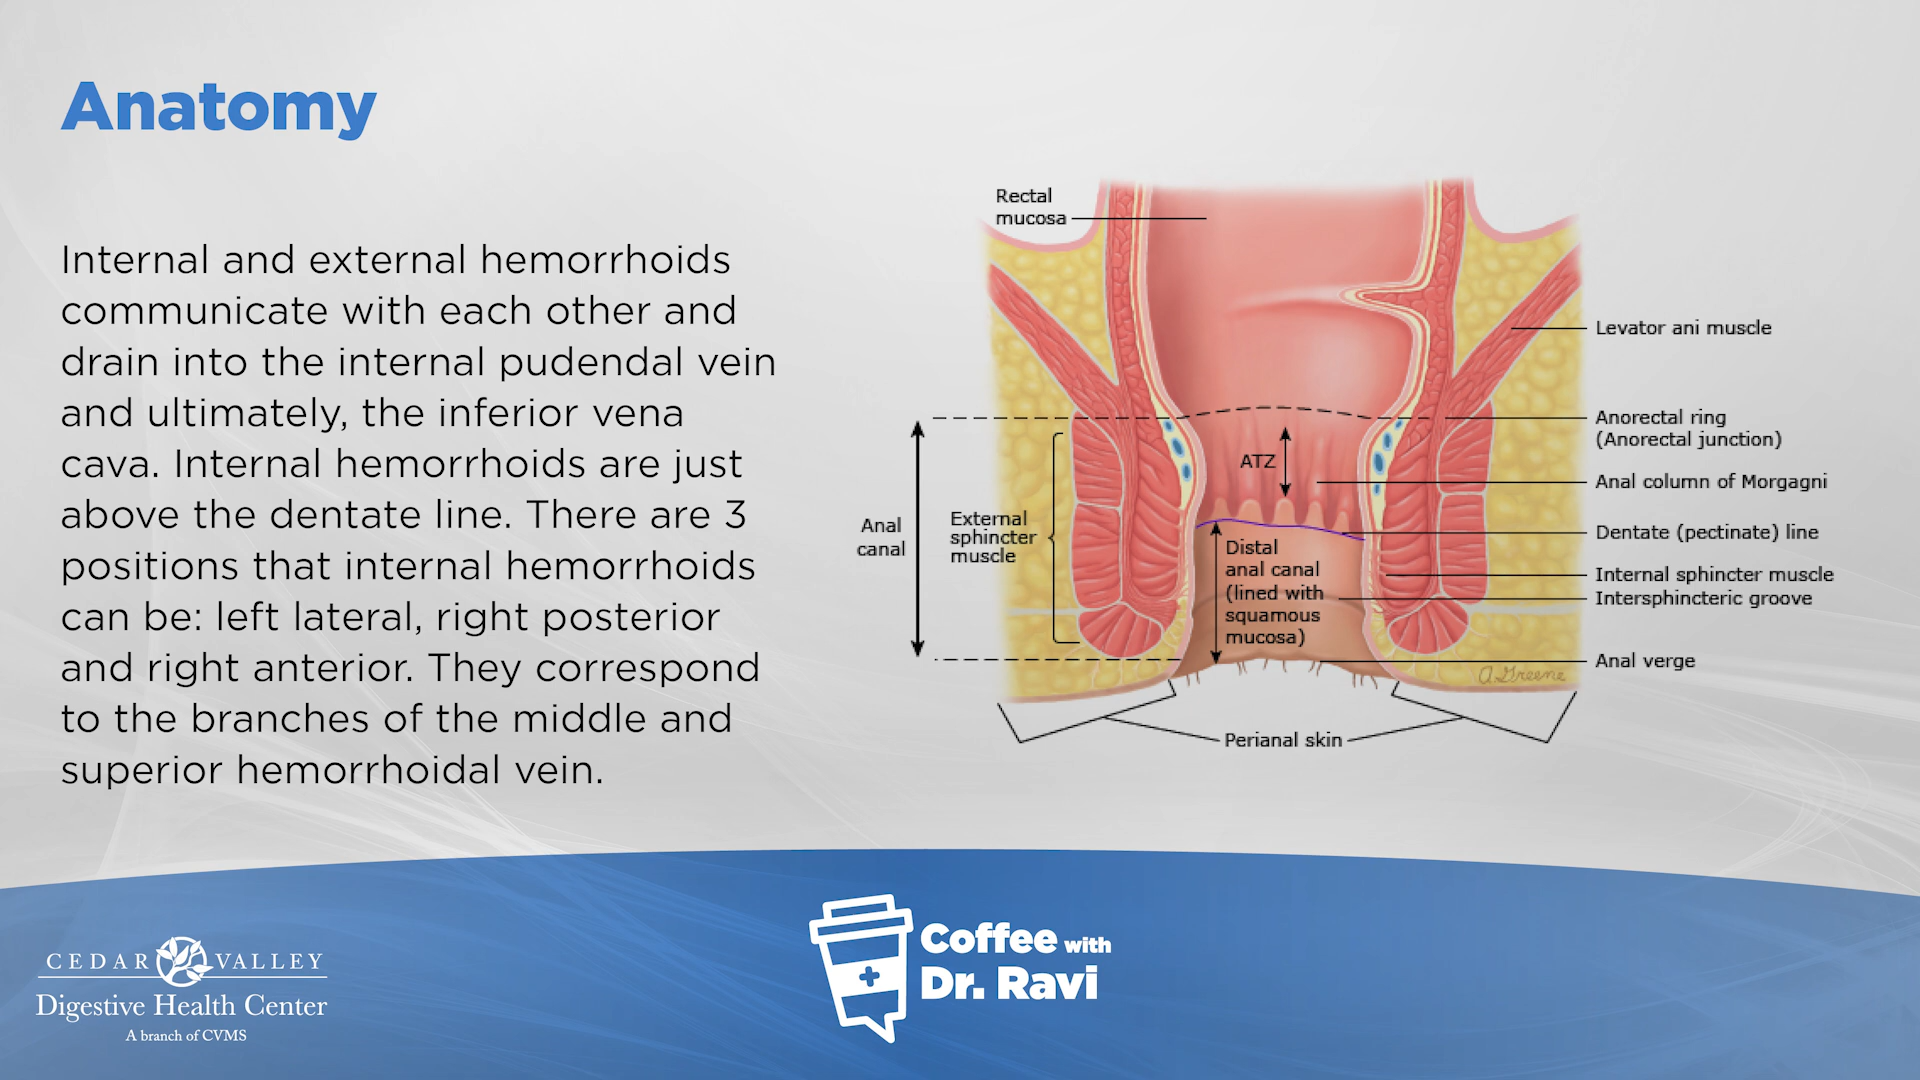 Anatomy
Internal and external hemorrhoids
communicate with each other and
drain into the internal pudendal vein
and ultimately, the inferior vena
cava. Internal hemorrhoids are just
above the dentate line. There are 3
positions that internal hemorrhoids
can be: left lateral, right posterior
and right anterior. They correspond
to the branches of the middle and
superior hemorrhoidal vein.
Rectal
mucosa
Anal
canal
External
sphincter
muscle
ATZ
Distal
anal canal
(lined with
squamous
mucosa)
Levator ani muscle
Anorectal ring
(Anorectal junction)
Anal column of Morgagni
Dentate (pectinate) line
Internal sphincter muscle
Intersphincteric groove
Anal verge
A. Greene
Perianal skin
CEDAR VALLEY
Digestive Health Center
A branch of CVMS
Coffee with
Dr. Ravi